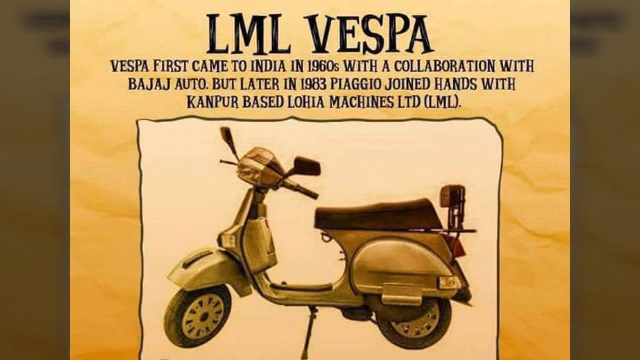 LML VESPA
VESPA FIRST CAME TO INDIA IN 1960s WITH A COLLABORATION WITH
BAJAJ AUTO. BUT LATER IN 1983 PIAGGIO JOINED HANDS WITH
KANPUR BASED LOHIA MACHINES LTD (LML).